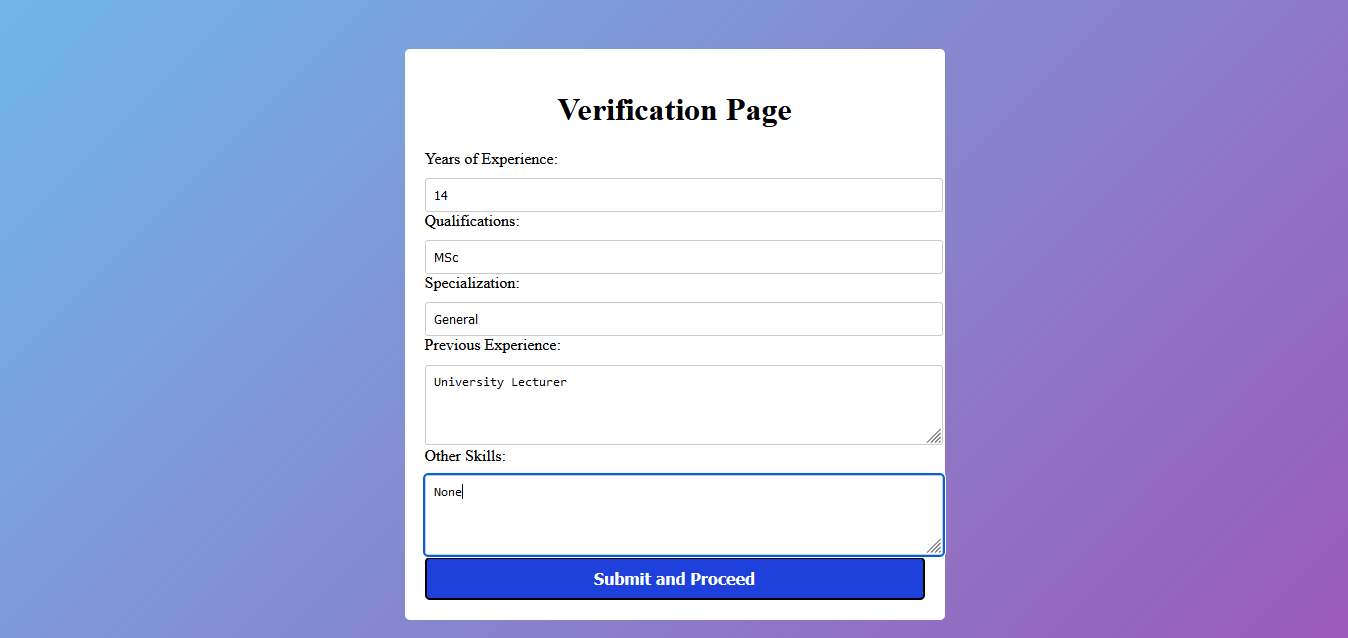 Verification Page
Years of Experience:
14
Qualifications:
MSc
Specialization:
General
Previous Experience:
University Lecturer
Other Skills:
None
Submit and Proceed